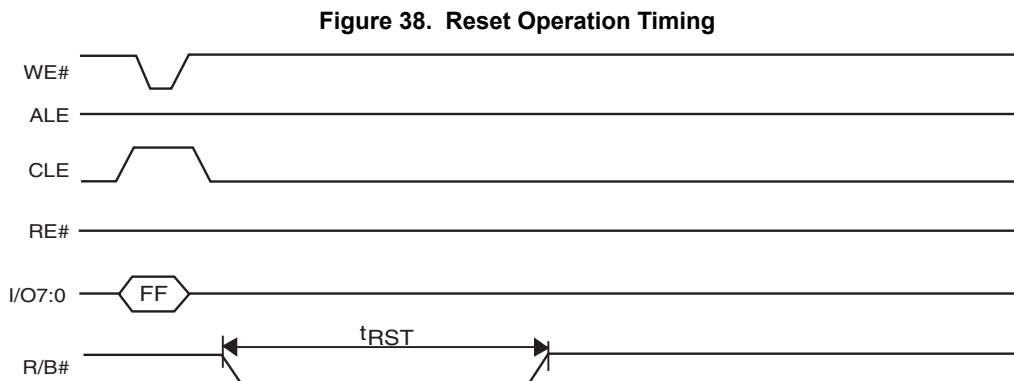 Figure 38. Reset Operation Timing
WE#
ALE
CLE
RE#
I/O7:0 FF
tRST
R/B#